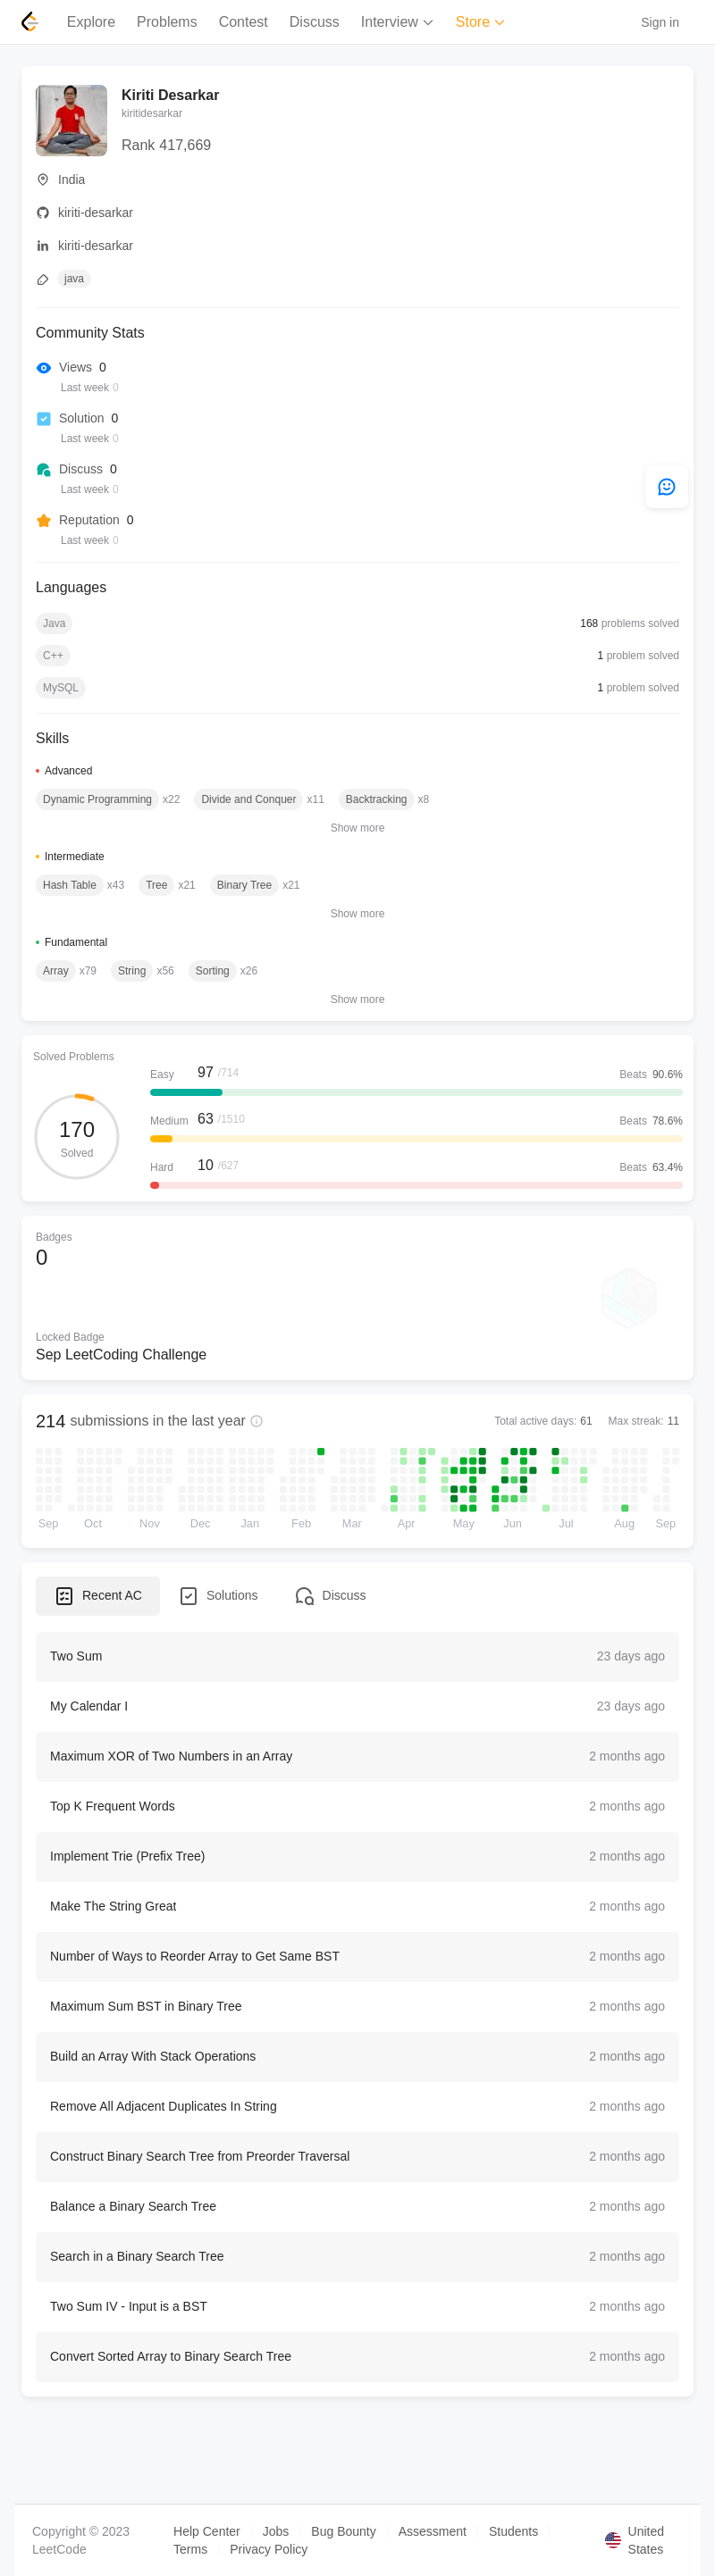 Explore Problems Contest Discuss Interview Store Sign in
Kiriti Desarkar
kiritidesarkar
Rank 417,669
India
kiriti-desarkar
kiriti-desarkar
java
Community Stats
Views 0
Last week 0
Solution 0
Last week 0
Discuss 0
Last week 0
Reputation 0
Last week 0
Languages
Java 168 problems solved
C++ 1 problem solved
MySQL 1 problem solved
Skills
Advanced
Dynamic Programming x22 Divide and Conquer x11 Backtracking x8
Show more
Intermediate
Hash Table x43 Tree x21 Binary Tree x21
Show more
Fundamental
Array x79 String x56 Sorting x26
Show more
Solved Problems
170
Solved
Easy 97 /714 Beats 90.6%
Medium 63 /1510 Beats 78.6%
Hard 10 /627 Beats 63.4%
Badges
0
Locked Badge
Sep LeetCoding Challenge
214 submissions in the last year Total active days: 61 Max streak: 11
Sep Oct Nov Dec Jan Feb Mar Apr May Jun Jul Aug Sep
Recent AC Solutions Discuss
Two Sum 23 days ago
My Calendar I 23 days ago
Maximum XOR of Two Numbers in an Array 2 months ago
Top K Frequent Words 2 months ago
Implement Trie (Prefix Tree) 2 months ago
Make The String Great 2 months ago
Number of Ways to Reorder Array to Get Same BST 2 months ago
Maximum Sum BST in Binary Tree 2 months ago
Build an Array With Stack Operations 2 months ago
Remove All Adjacent Duplicates In String 2 months ago
Construct Binary Search Tree from Preorder Traversal 2 months ago
Balance a Binary Search Tree 2 months ago
Search in a Binary Search Tree 2 months ago
Two Sum IV - Input is a BST 2 months ago
Convert Sorted Array to Binary Search Tree 2 months ago
Copyright © 2023 LeetCode
Help Center Jobs Bug Bounty Assessment Students
Terms Privacy Policy
United States